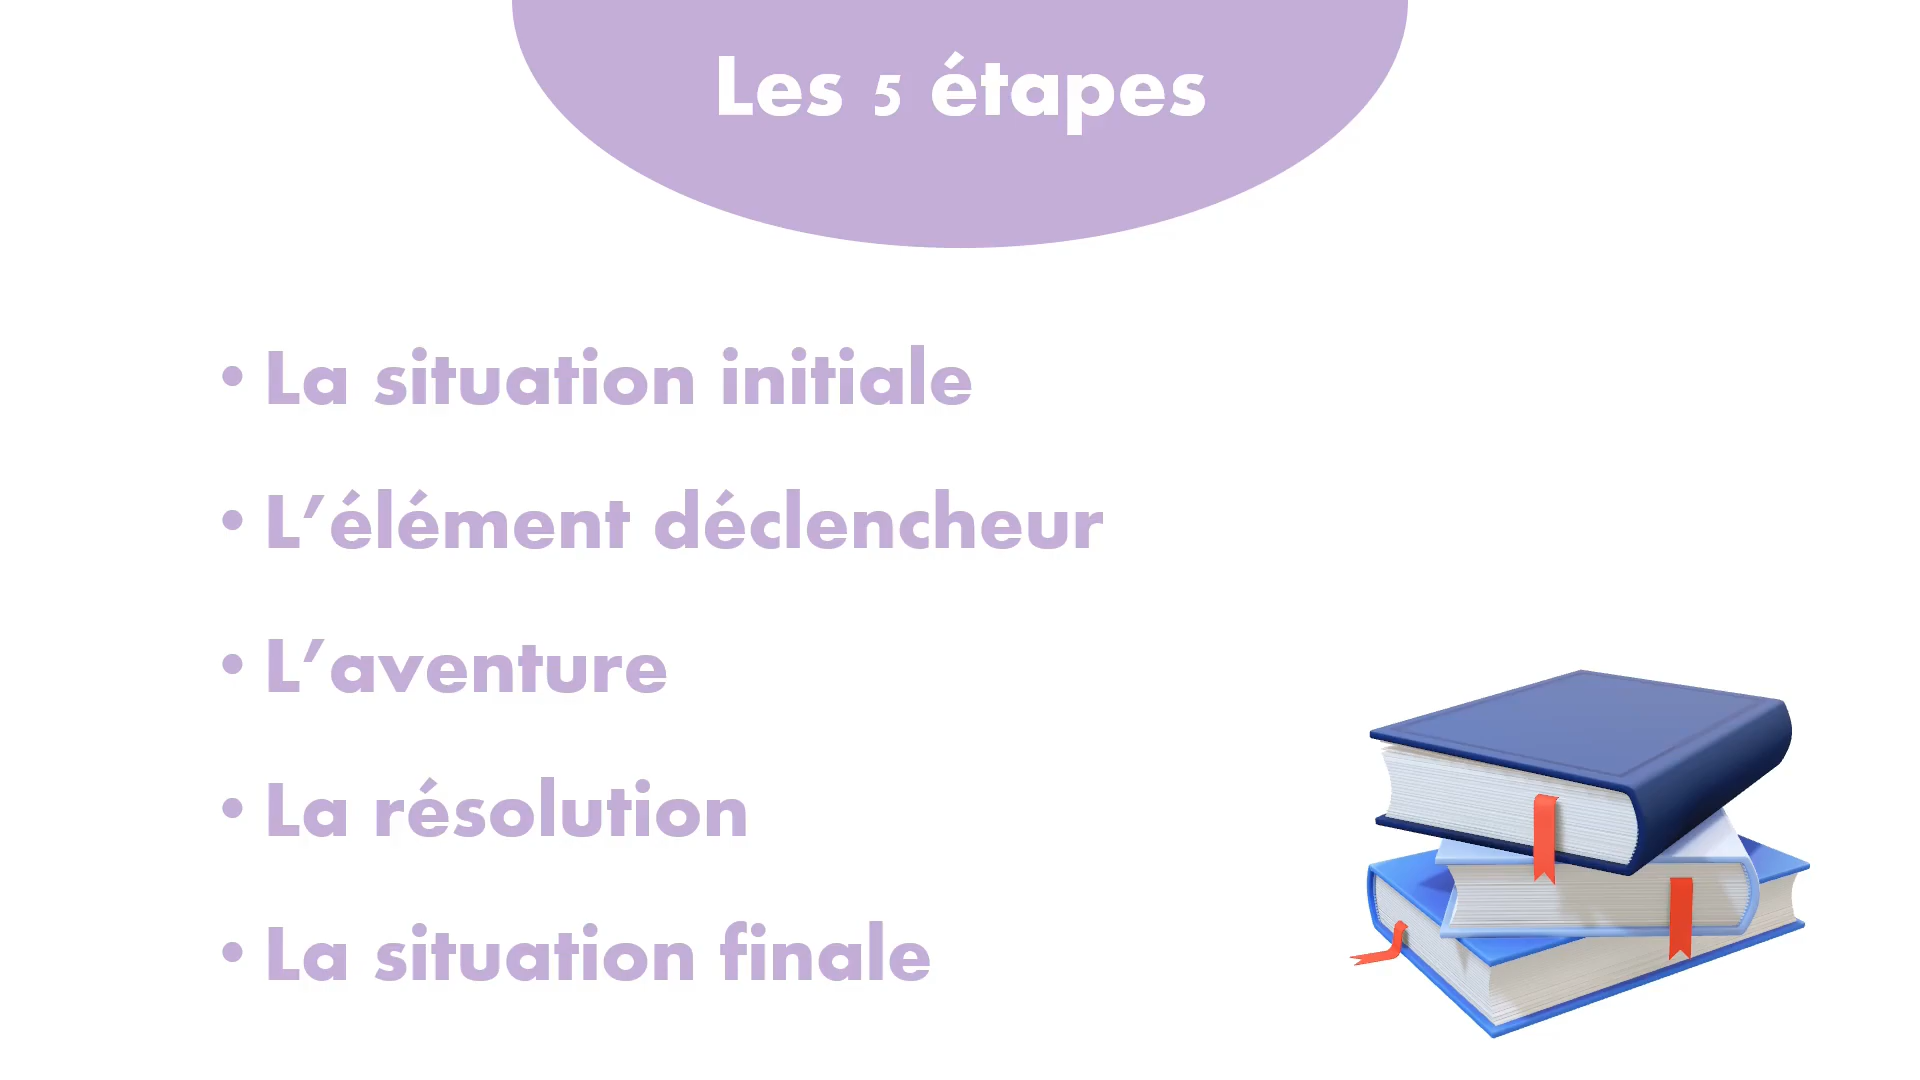 Les 5 étapes
• La situation initiale
• L’élément déclencheur
• L’aventure
• La résolution
• La situation finale